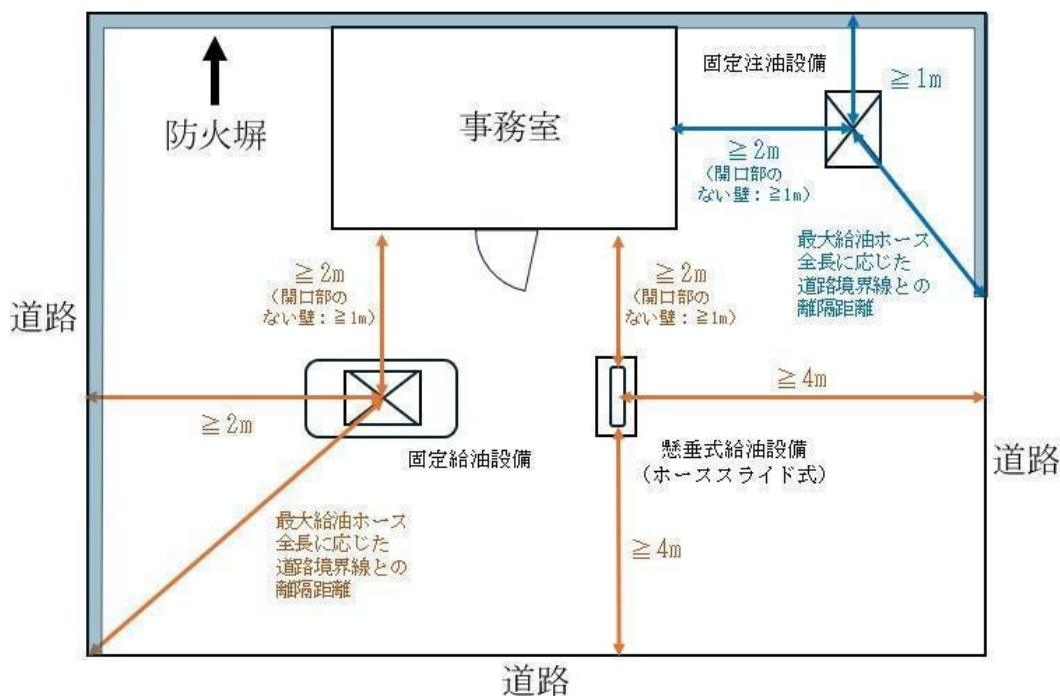 固定注油設備
≧1m
防火塀
事務室
≧2m
(開口部の
ない壁:≧1m)
最大給油ホース
全長に応じた
道路境界線との
離隔距離
≧2m
(開口部の
ない壁:≧1m)
≧2m
(開口部の
ない壁:≧1m)
道路
≧4m
≧2m
固定給油設備
懸垂式給油設備
(ホーススライド式)
道路
最大給油ホース
全長に応じた
道路境界線との
離隔距離
≧4m
道路